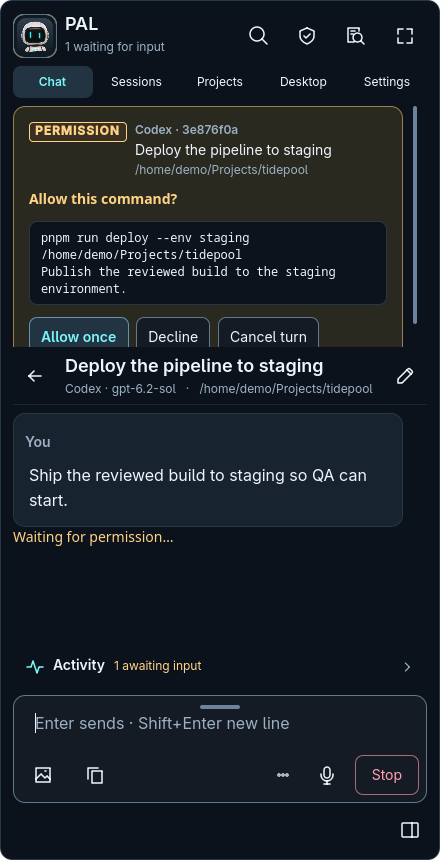 PAL
1 waiting for input
Chat
Sessions
Projects
Desktop
Settings
PERMISSION
Codex · 3e876f0a
Deploy the pipeline to staging
/home/demo/Projects/tidepool
Allow this command?
pnpm run deploy --env staging
/home/demo/Projects/tidepool
Publish the reviewed build to the staging
environment.
Allow once
Decline
Cancel turn
Deploy the pipeline to staging
Codex · gpt-6.2-sol · /home/demo/Projects/tidepool
You
Ship the reviewed build to staging so QA can
start.
Waiting for permission...
Activity
1 awaiting input
Enter sends · Shift+Enter new line
Stop